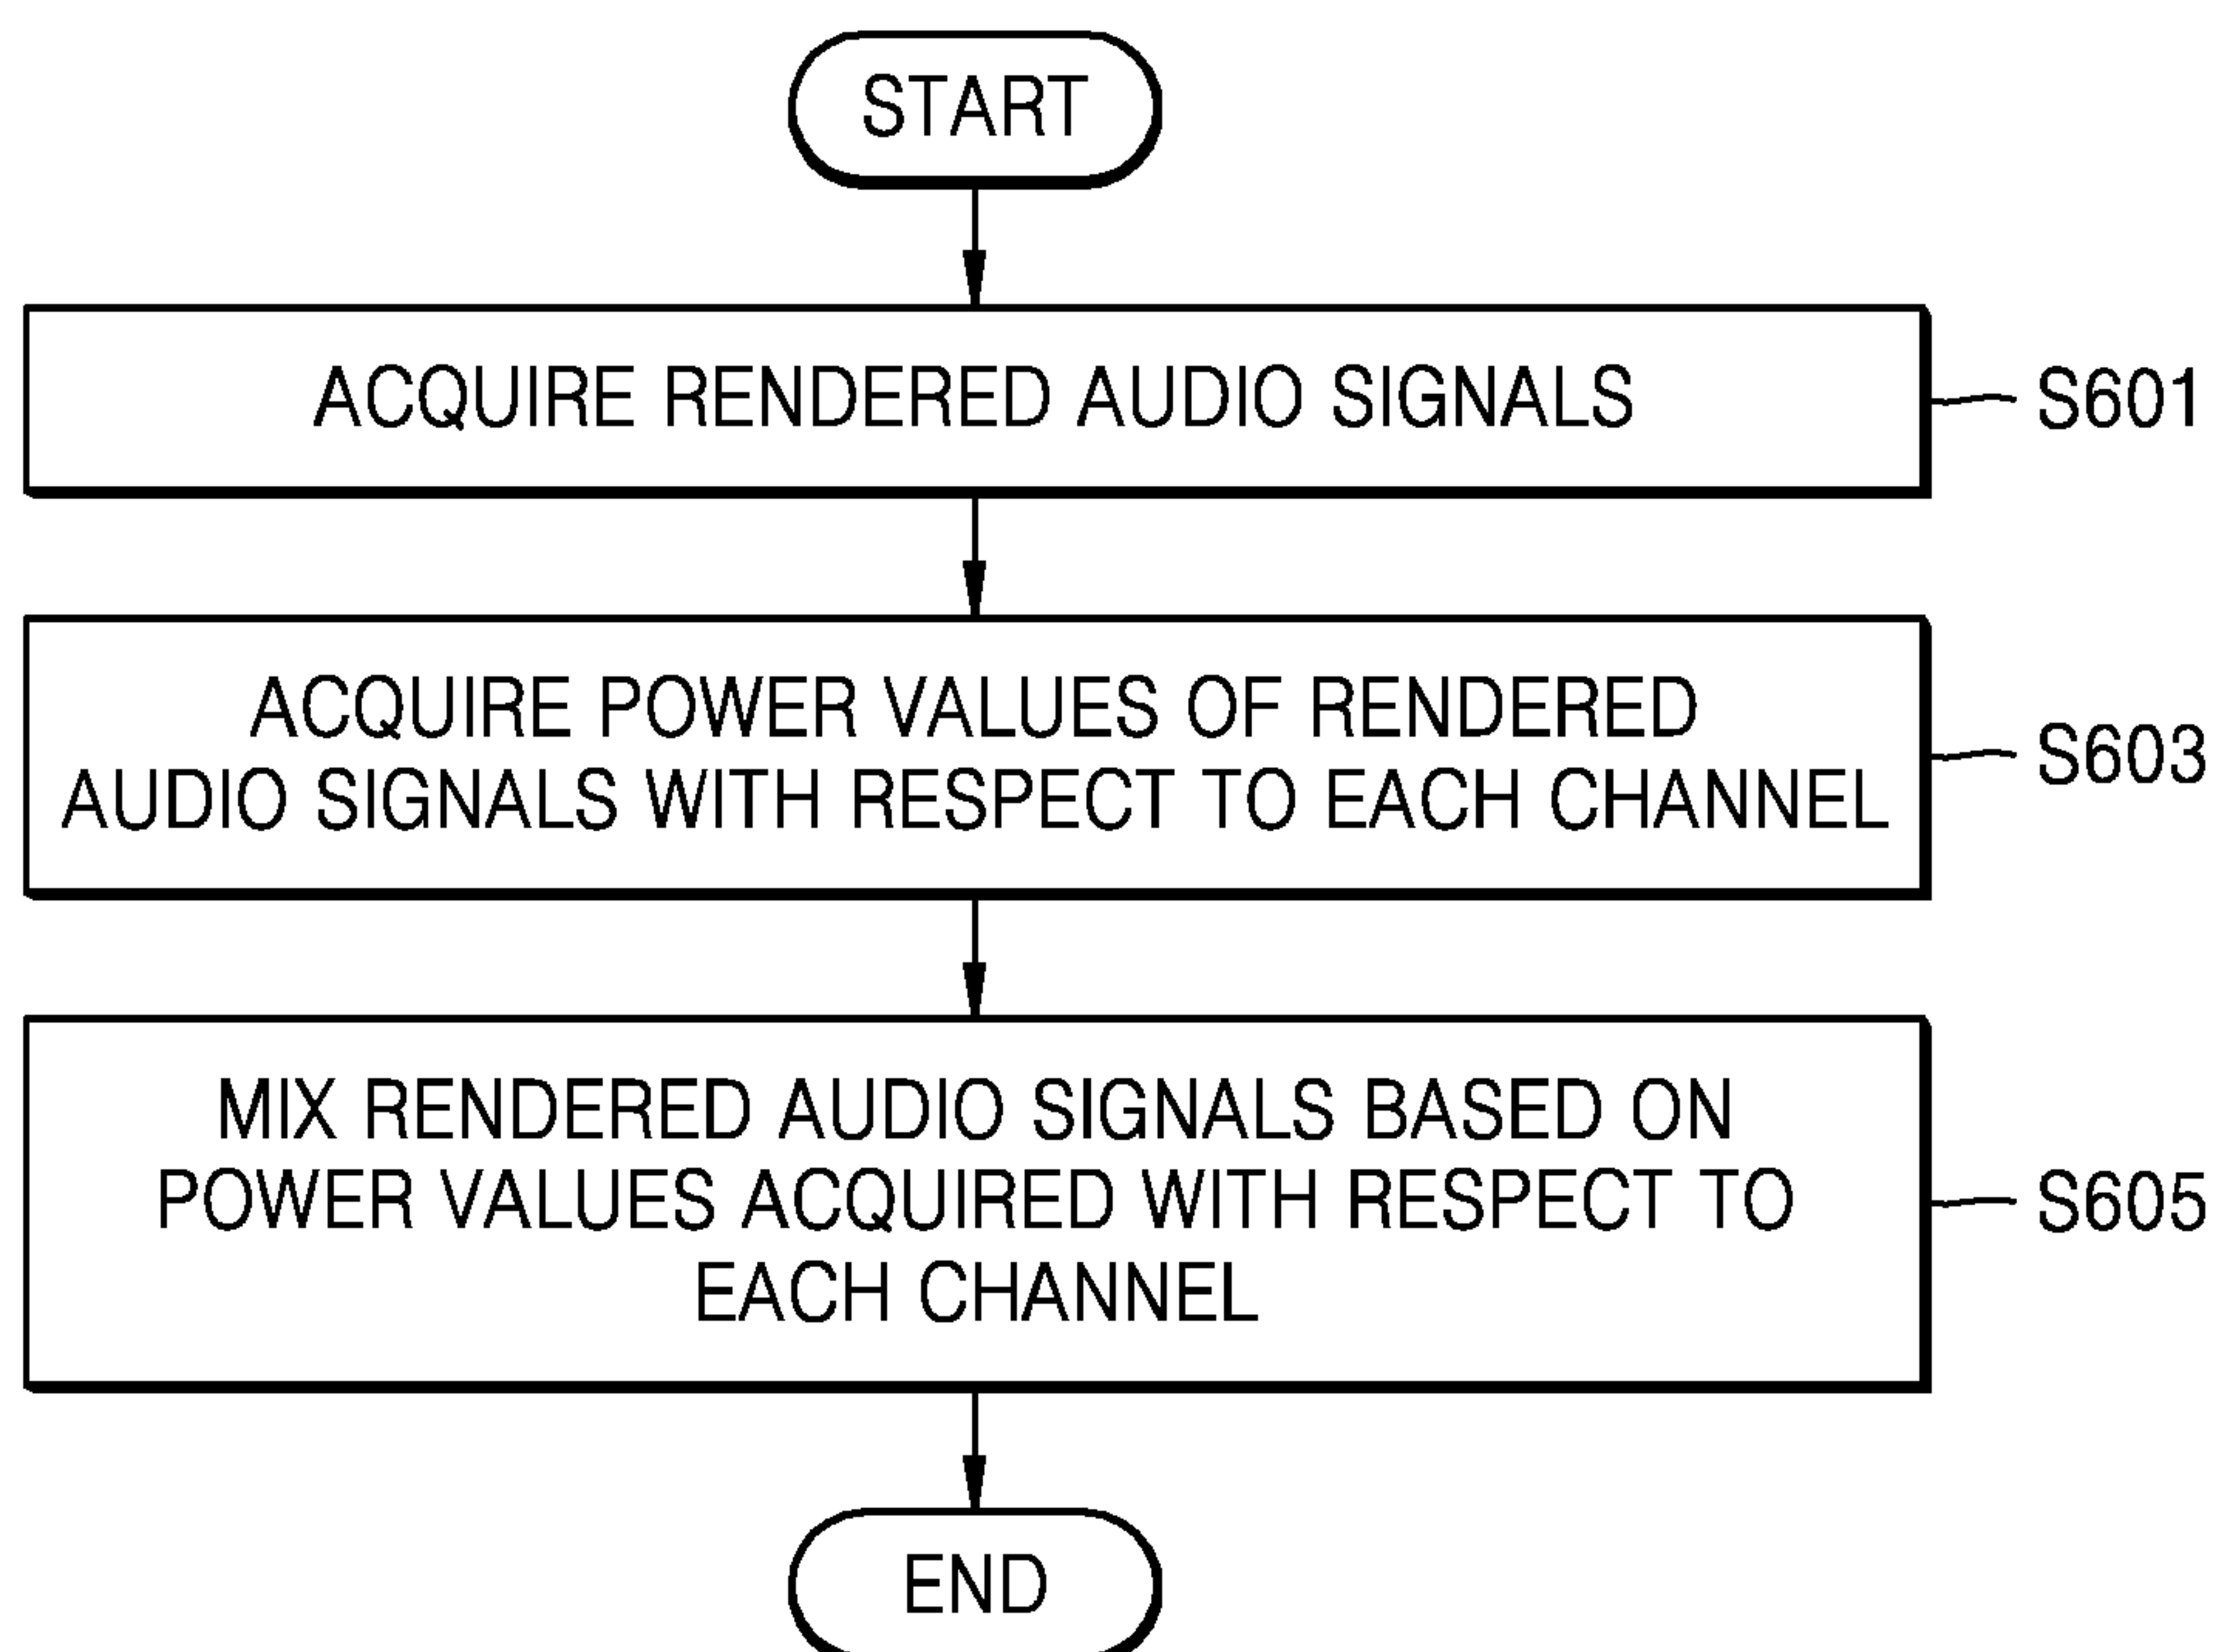 START
ACQUIRE RENDERED AUDIO SIGNALS
S601
ACQUIRE POWER VALUES OF RENDERED
AUDIO SIGNALS WITH RESPECT TO EACH CHANNEL
S603
MIX RENDERED AUDIO SIGNALS BASED ON
POWER VALUES ACQUIRED WITH RESPECT TO
EACH CHANNEL
S605
END